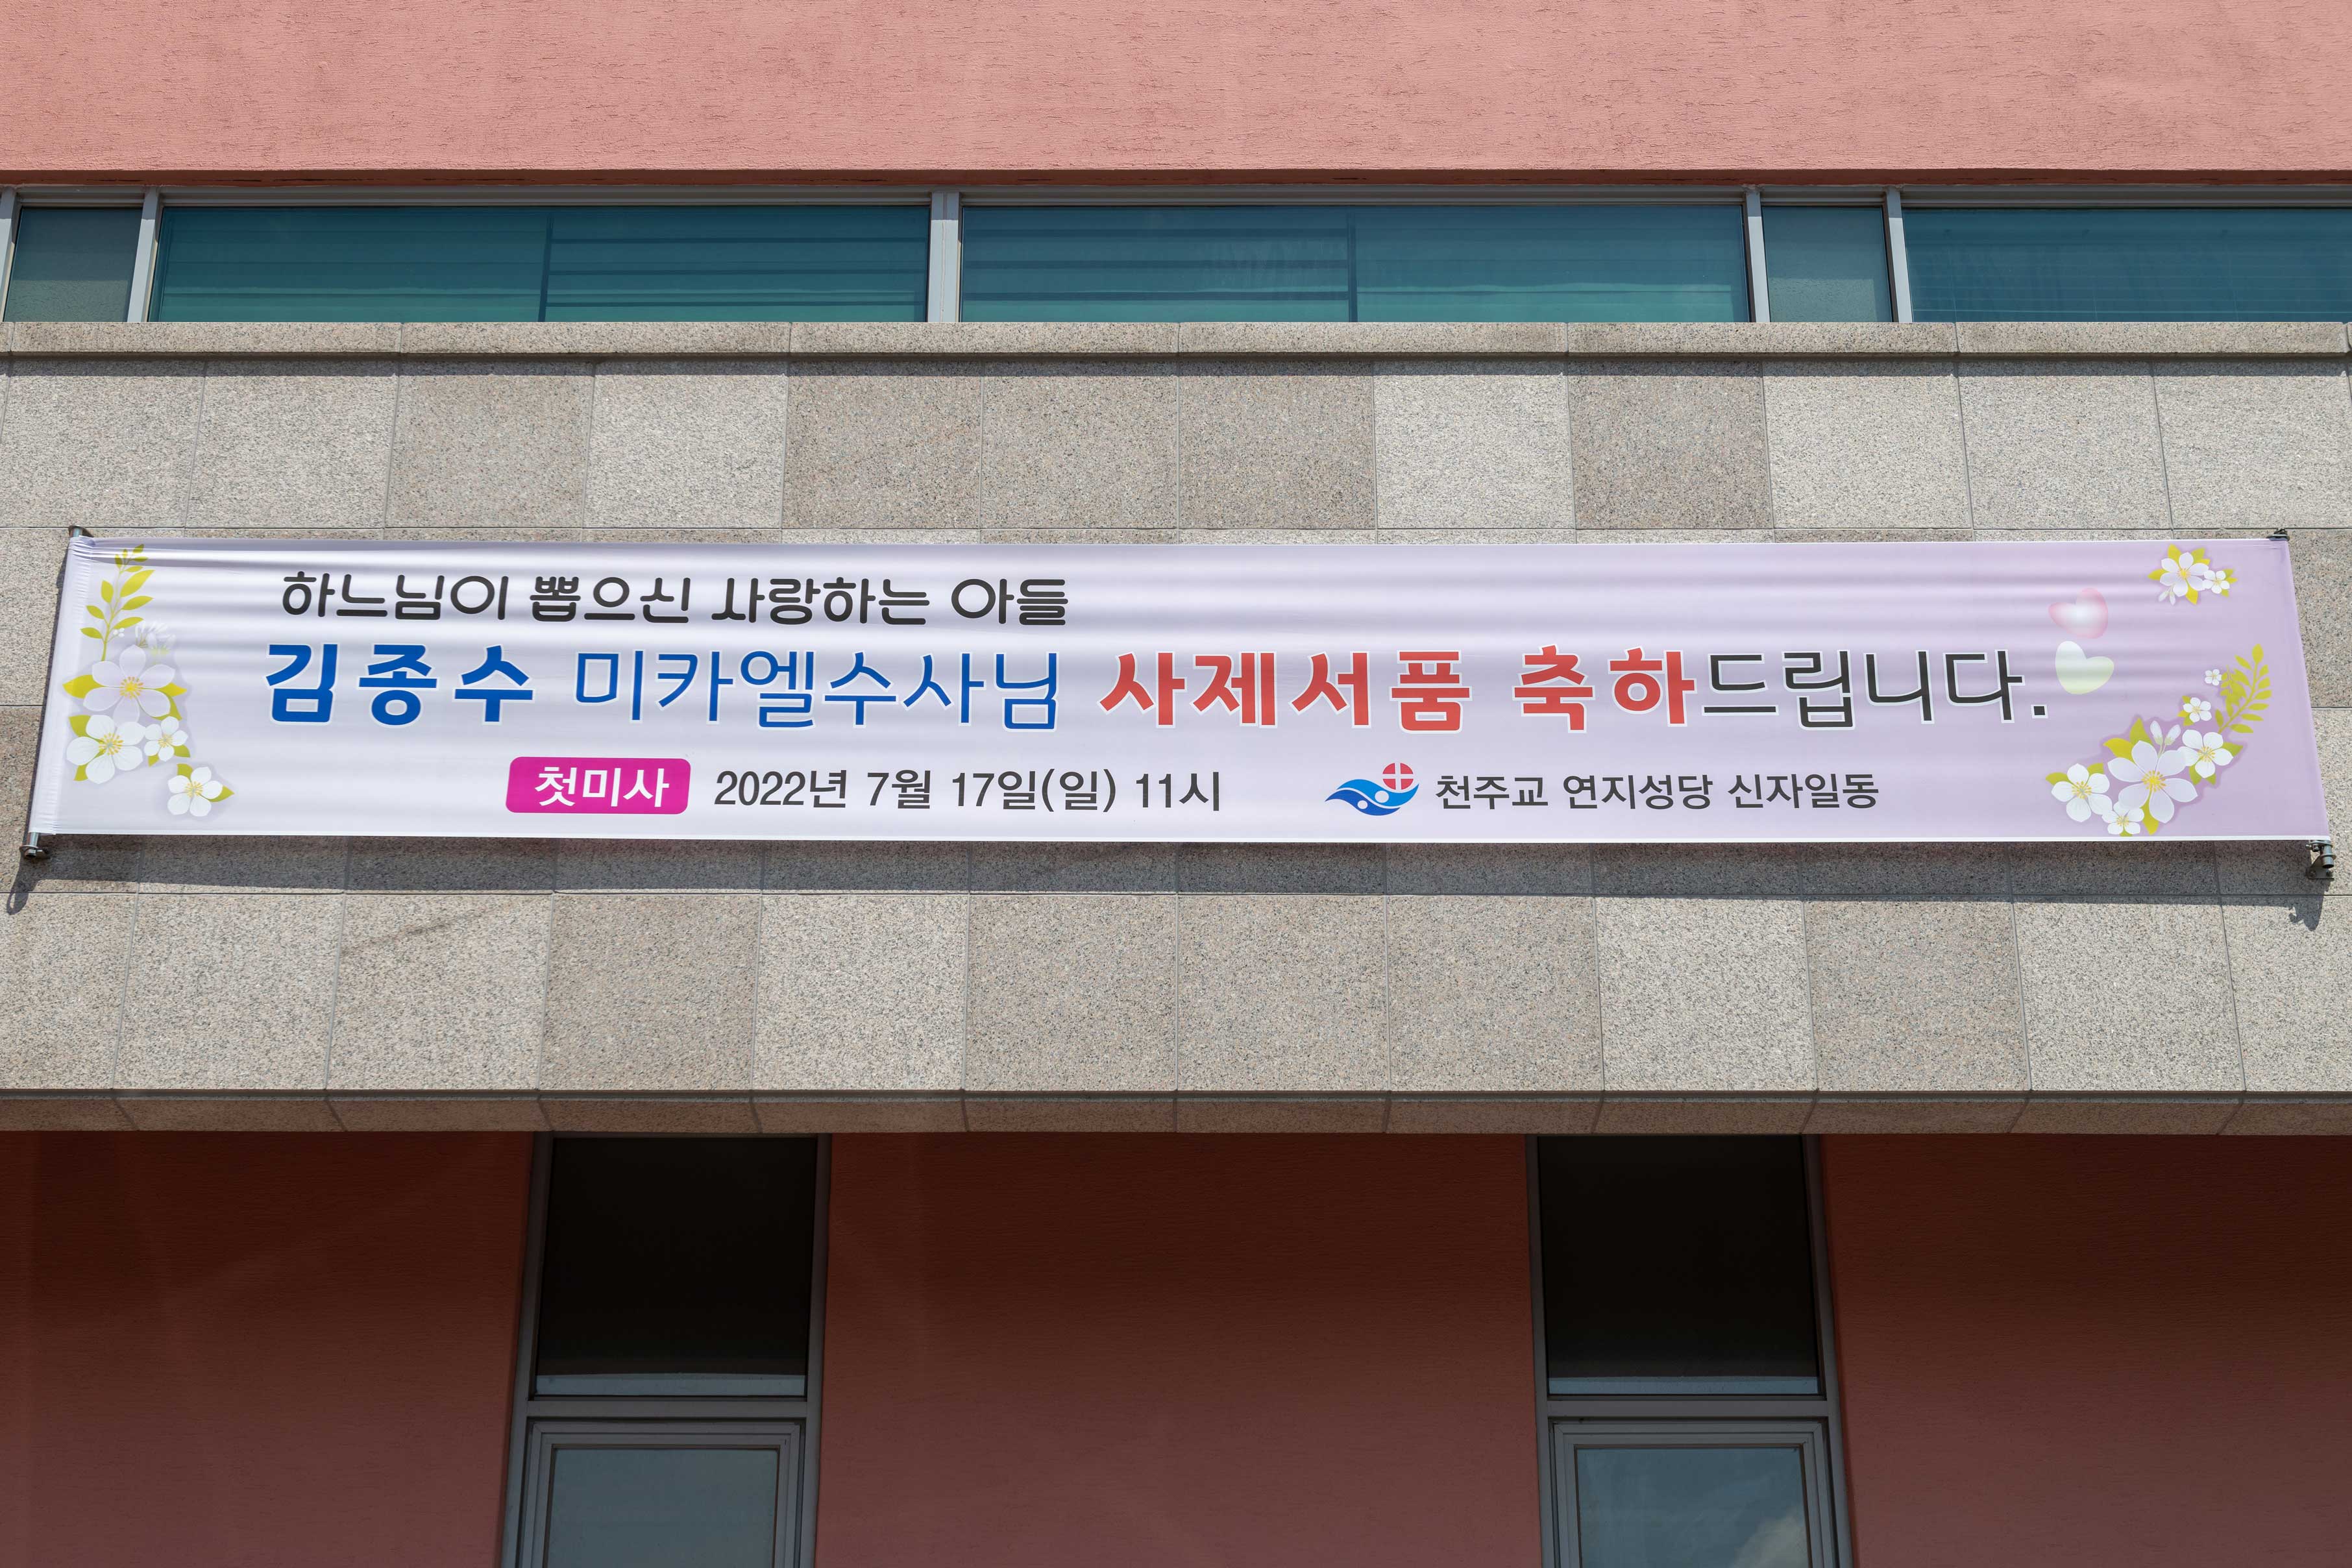 하느님이 뽑으신 사랑하는 아들
김종수 미카엘수사님 사제서품 축하드립니다.
첫미사 2022년 7월 17일(일) 11시 천주교 연지성당 신자일동